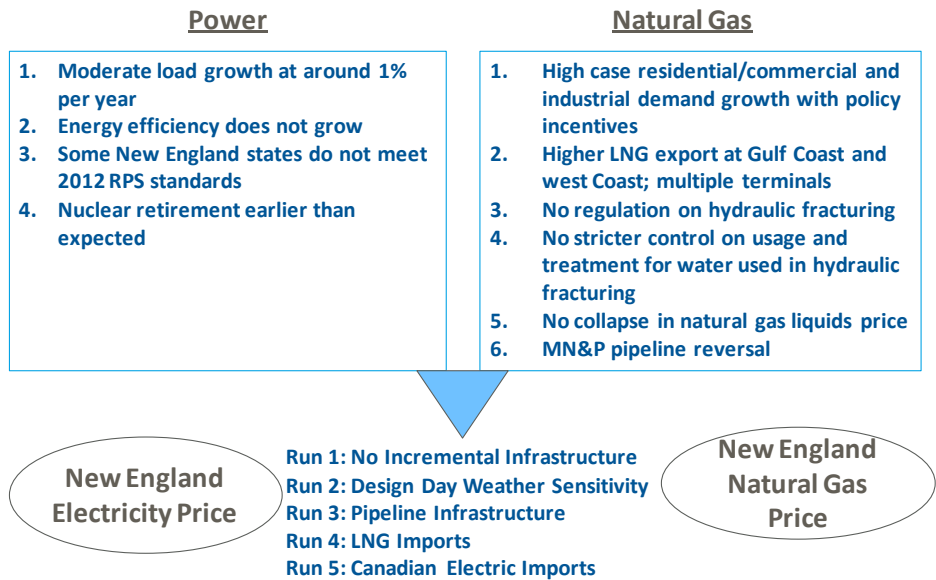 Power
1. Moderate load growth at around 1%
per year
2. Energy efficiency does not grow
3. Some New England states do not meet
2012 RPS standards
4. Nuclear retirement earlier than
expected
Natural Gas
1. High case residential/commercial and
industrial demand growth with policy
incentives
2. Higher LNG export at Gulf Coast and
west Coast; multiple terminals
3. No regulation on hydraulic fracturing
4. No stricter control on usage and
treatment for water used in hydraulic
fracturing
5. No collapse in natural gas liquids price
6. MN&P pipeline reversal
New England
Electricity Price
Run 1: No Incremental Infrastructure
Run 2: Design Day Weather Sensitivity
Run 3: Pipeline Infrastructure
Run 4: LNG Imports
Run 5: Canadian Electric Imports
New England
Natural Gas
Price